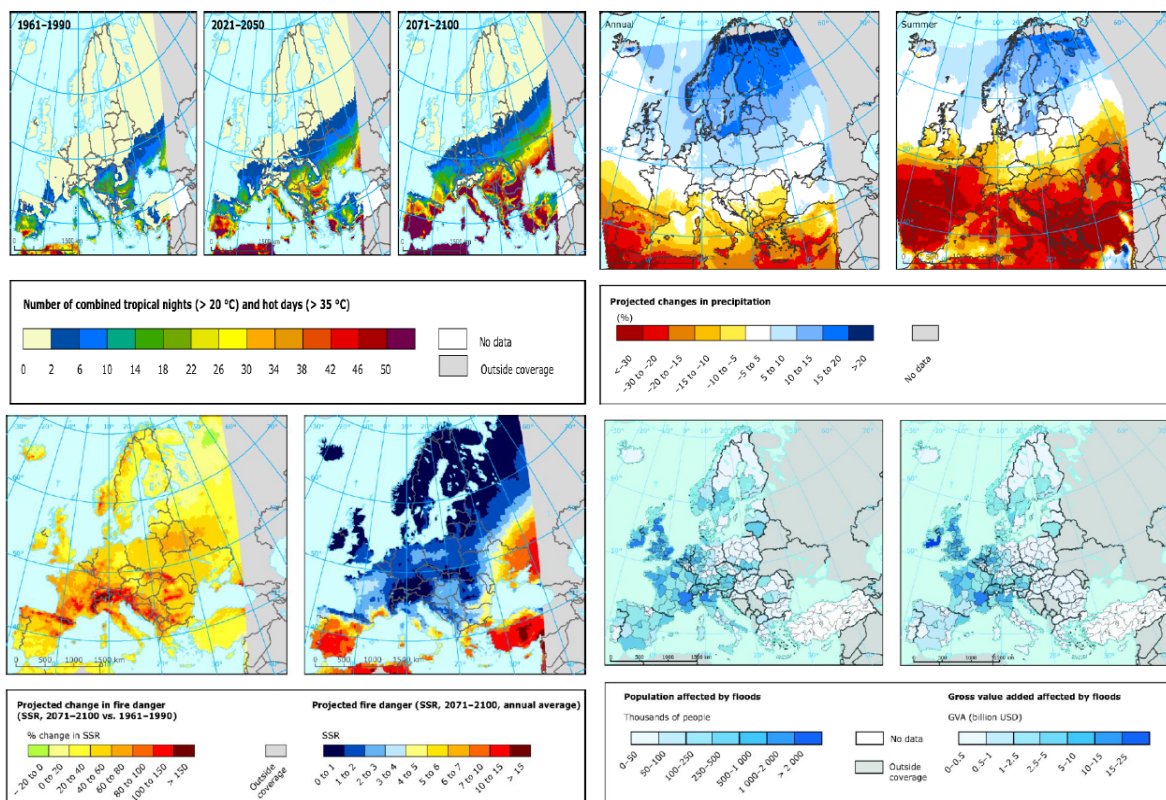 1961–1990
2021–2050
2071–2100
Annual
Summer
0 1500 km
Number of combined tropical nights (> 20 °C) and hot days (> 35 °C)
0 2 6 10 14 18 22 26 30 34 38 42 46 50
No data
Outside coverage
Projected changes in precipitation
(%)
<–30
–30 to –20
–20 to –15
–15 to –10
–10 to –5
–5 to 5
5 to 10
10 to 15
15 to 20
>20
No data
0 500 1000 1500 km
0 500 1000 1500 km
Projected change in fire danger
(SSR, 2071–2100 vs. 1961–1990)
% change in SSR
– 20 to 0
0 to 20
20 to 40
40 to 60
60 to 80
80 to 100
100 to 150
> 150
Outside
coverage
Projected fire danger (SSR, 2071–2100, annual average)
SSR
0 to 1
1 to 2
2 to 3
3 to 4
4 to 5
5 to 6
6 to 7
7 to 10
10 to 15
> 15
Population affected by floods
Thousands of people
0–50
50–100
100–250
250–500
500–1 000
1 000–2 000
> 2 000
No data
Outside
coverage
Gross value added affected by floods
GVA (billion USD)
0–0.5
0.5–1
1–2.5
2.5–5
5–10
10–15
15–25